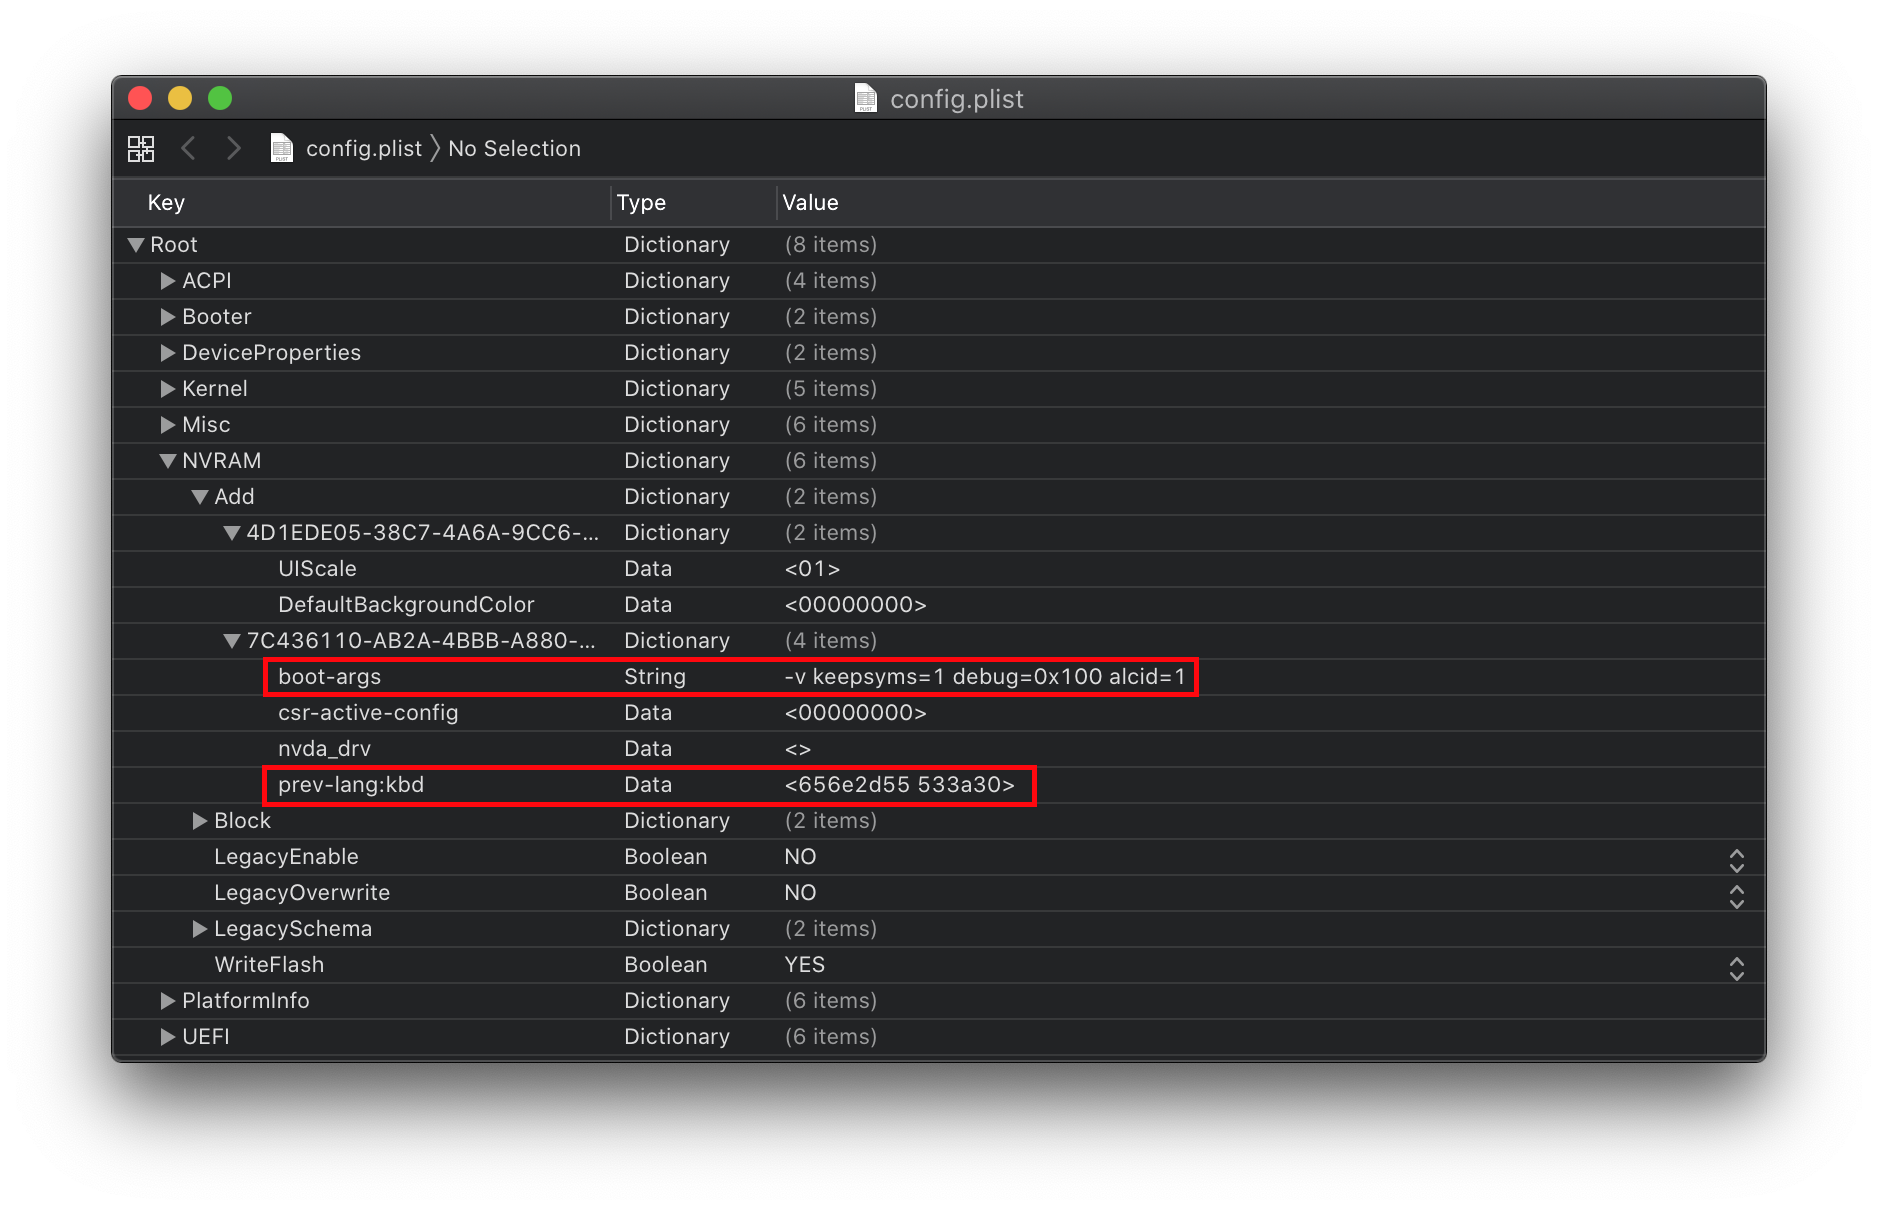 config.plist
config.plist 〉 No Selection
Key Type Value
Root Dictionary (8 items)
ACPI Dictionary (4 items)
Booter Dictionary (2 items)
DeviceProperties Dictionary (2 items)
Kernel Dictionary (5 items)
Misc Dictionary (6 items)
NVRAM Dictionary (6 items)
Add Dictionary (2 items)
4D1EDE05-38C7-4A6A-9CC6-... Dictionary (2 items)
UIScale Data <01>
DefaultBackgroundColor Data <00000000>
7C436110-AB2A-4BBB-A880-... Dictionary (4 items)
boot-args String -v keepsyms=1 debug=0x100 alcid=1
csr-active-config Data <00000000>
nvda_drv Data <>
prev-lang:kbd Data <656e2d55 533a30>
Block Dictionary (2 items)
LegacyEnable Boolean NO
LegacyOverwrite Boolean NO
LegacySchema Dictionary (2 items)
WriteFlash Boolean YES
PlatformInfo Dictionary (6 items)
UEFI Dictionary (6 items)